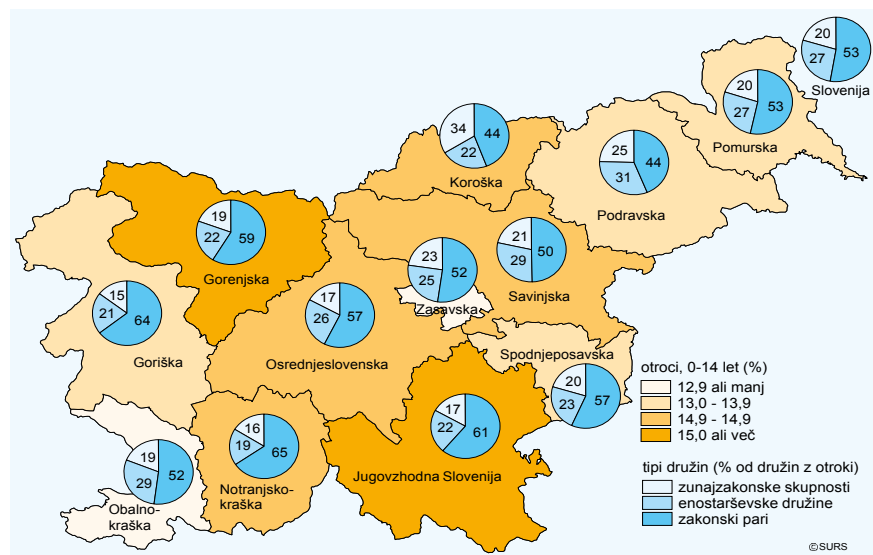 20
27
53
Slovenija
20
27
53
Pomurska
34
44
22
Koroška
25
44
31
Podravska
19
22
59
Gorenjska
21
50
29
Savinjska
23
52
25
Zasavska
15
21
64
Goriška
17
26
57
Osrednjeslovenska
Spodnjeposavska
20
23
57
17
22
61
Jugovzhodna Slovenija
16
19
65
Notranjsko-
kraška
19
29
52
Obalno-
kraška
otroci, 0-14 let (%)
12,9 ali manj
13,0 - 13,9
14,9 - 14,9
15,0 ali več
tipi družin (% od družin z otroki)
zunajzakonske skupnosti
enostarševske družine
zakonski pari
©SURS